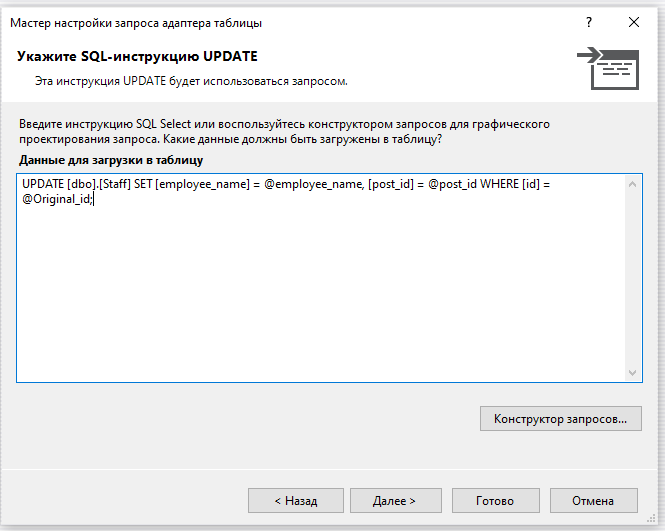 Мастер настройки запроса адаптера таблицы
?
Укажите SQL-инструкцию UPDATE
Эта инструкция UPDATE будет использоваться запросом.
Введите инструкцию SQL Select или воспользуйтесь конструктором запросов для графического
проектирования запроса. Какие данные должны быть загружены в таблицу?
Данные для загрузки в таблицу
UPDATE [dbo].[Staff] SET [employee_name] = @employee_name, [post_id] = @post_id WHERE [id] =
@Original_id;
Конструктор запросов...
< Назад
Далее >
Готово
Отмена